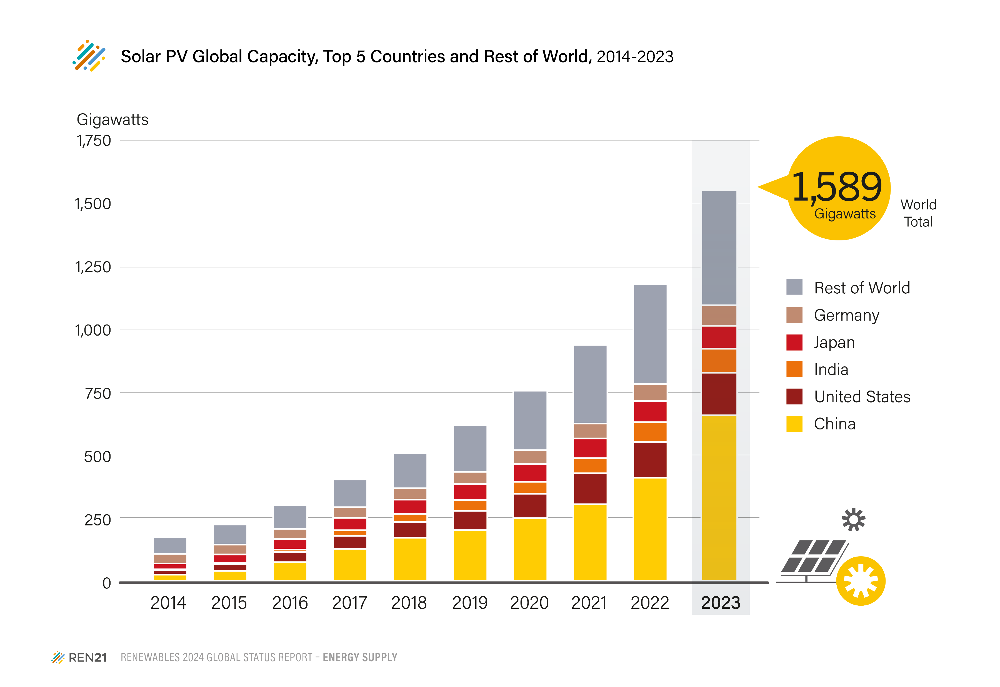 Solar PV Global Capacity, Top 5 Countries and Rest of World, 2014-2023
Gigawatts
1,750
1,500
1,250
1,000
750
500
250
0
1,589
Gigawatts
World
Total
Rest of World
Germany
Japan
India
United States
China
2014 2015 2016 2017 2018 2019 2020 2021 2022 2023
REN21 RENEWABLES 2024 GLOBAL STATUS REPORT – ENERGY SUPPLY